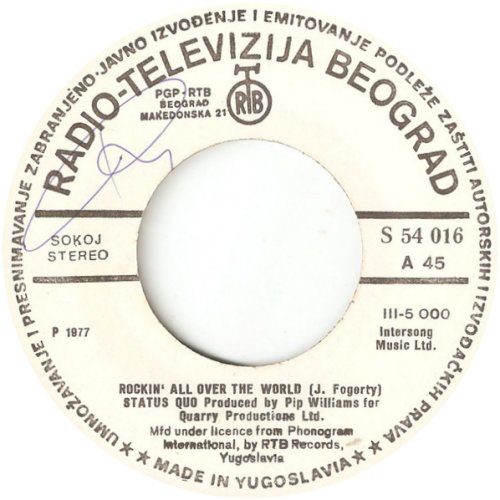 UMNOŽAVANJE I PRESNIMAVANJE ZABRANJENO·JAVNO IZVOĐENJE I EMITOVANJE PODLEŽE ZAŠTITI AUTORSKIH I IZVOĐAČKIH PRAVA
RADIO-TELEVIZIJA BEOGRAD
PGP-RTB
BEOGRAD
MAKEDONSKA 21
RTB
SOKOJ
STEREO
S 54 016
A 45
P 1977
III-5 000
Intersong
Music Ltd.
ROCKIN' ALL OVER THE WORLD (J. Fogerty)
STATUS QUO Produced by Pip Williams for
Quarry Productions Ltd.
Mfd under licence from Phonogram
International, by RTB Records,
Yugoslavia
★ MADE IN YUGOSLAVIA ★